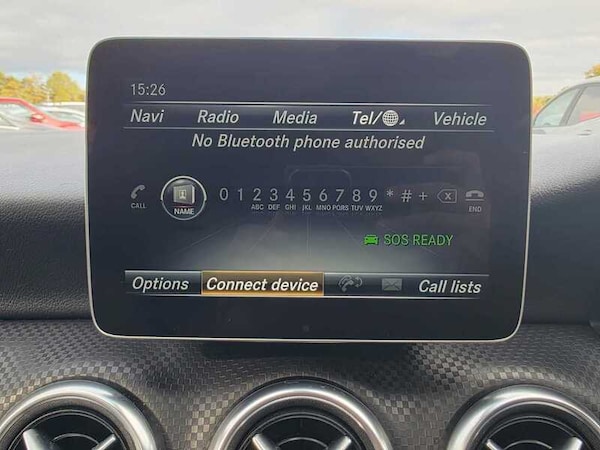 15:26
Navi Radio Media Tel/ Vehicle
No Bluetooth phone authorised
CALL NAME 0 1 2 3 4 5 6 7 8 9 * # + END
ABC DEF GHI JKL MNO PQRS TUV WXYZ
SOS READY
Options Connect device Call lists